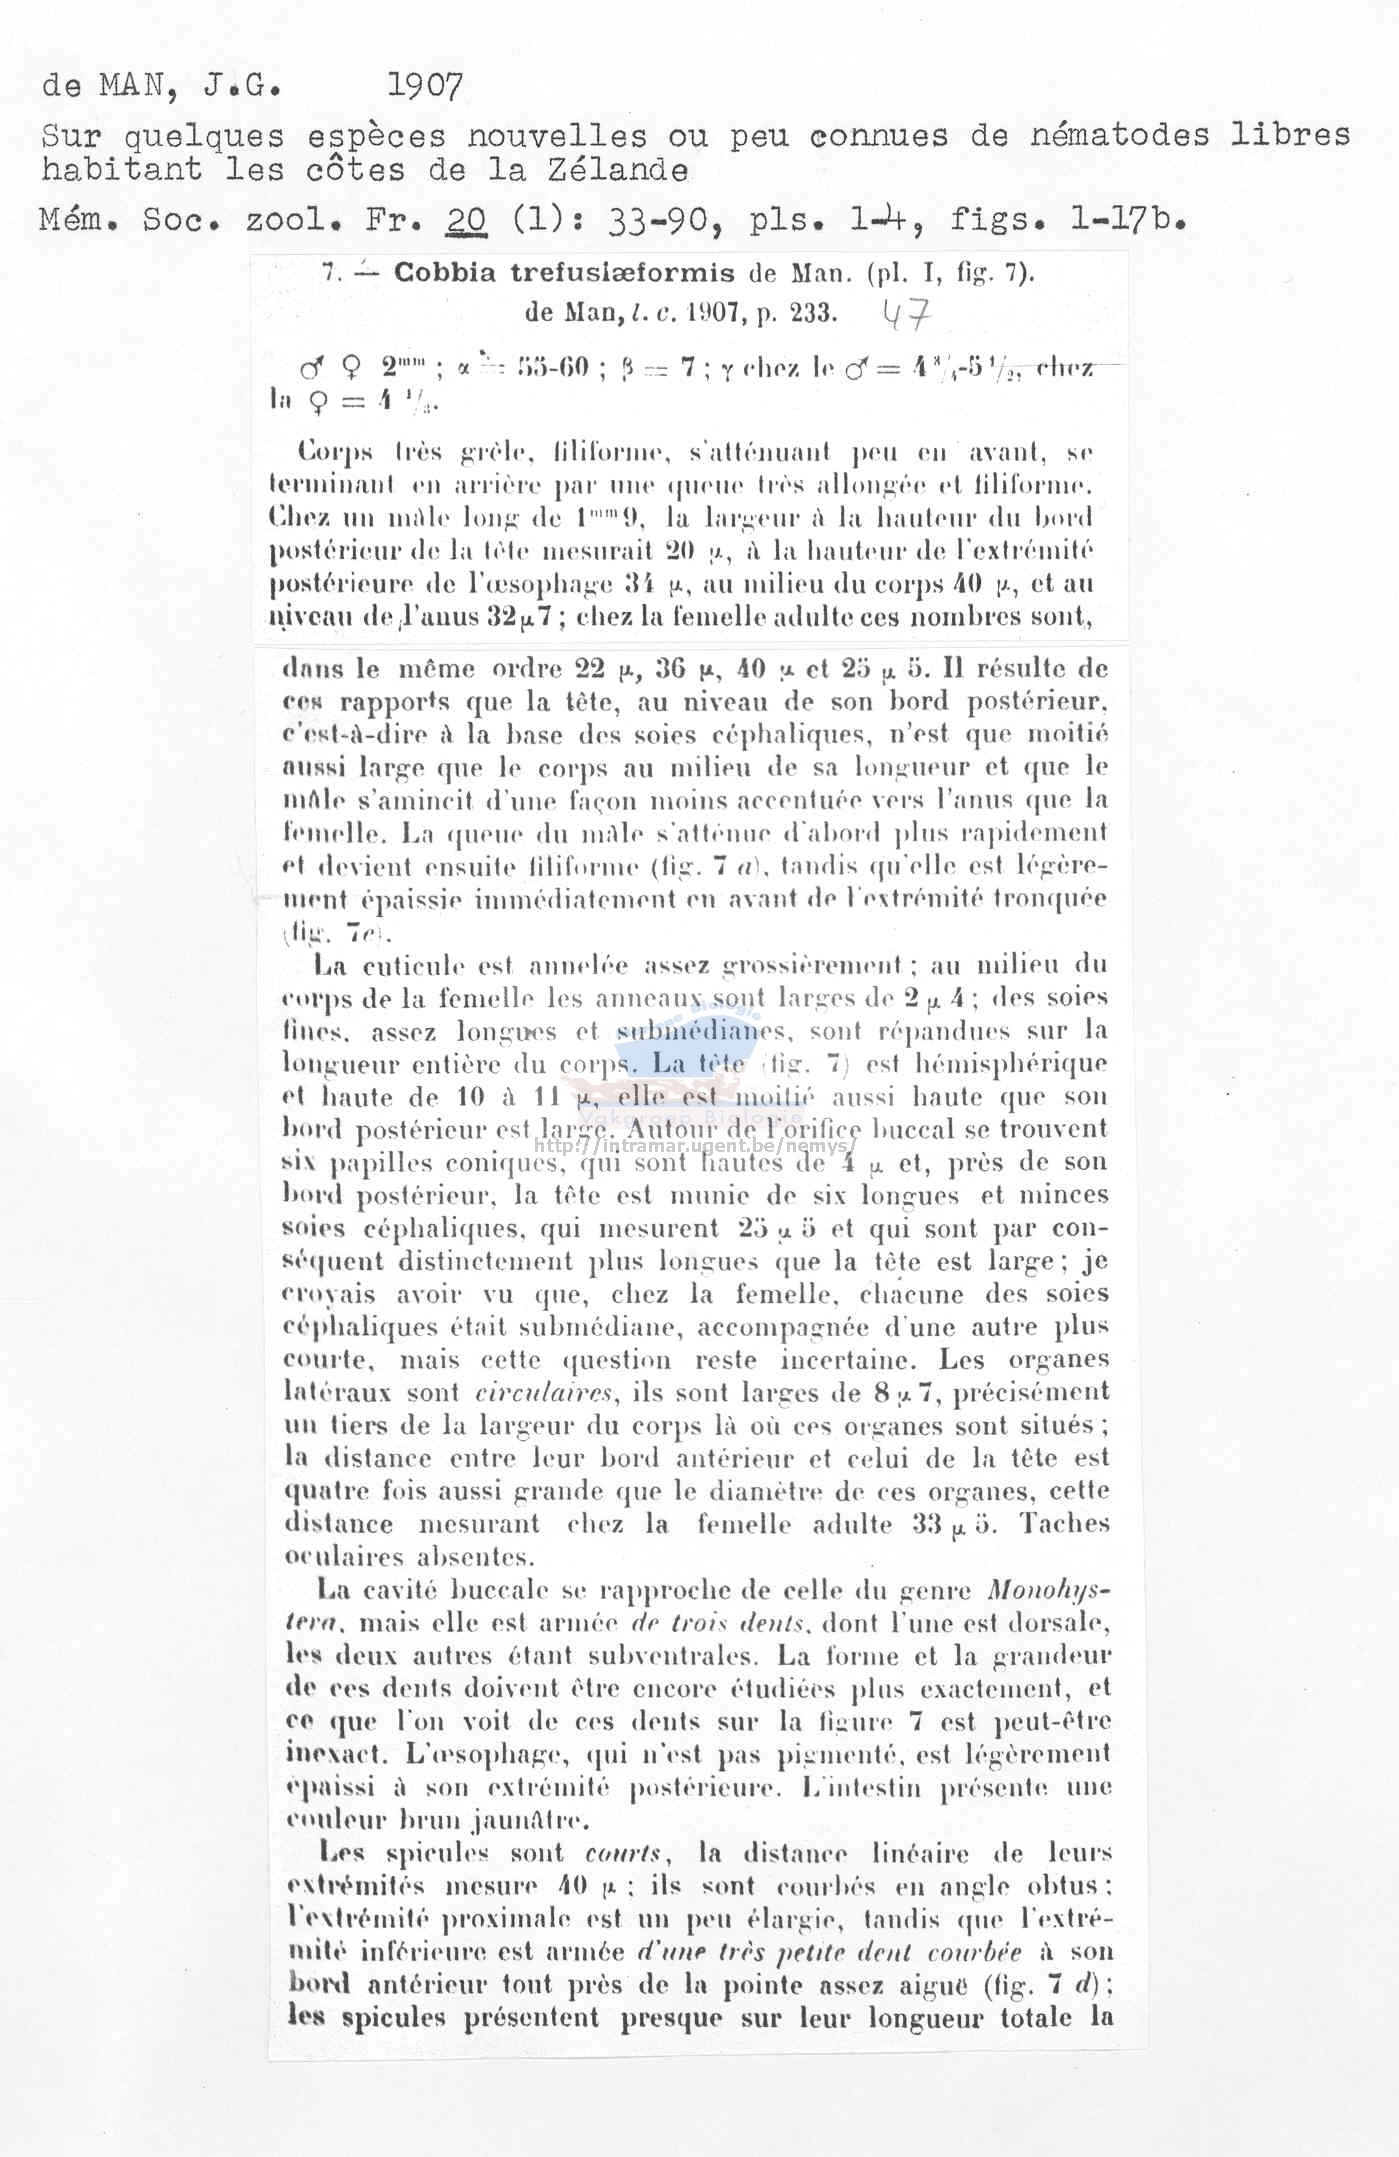 de MAN, J.G. 1907
Sur quelques espèces nouvelles ou peu connues de nématodes libres
habitant les côtes de la Zélande
Mém. Soc. zool. Fr. 20 (1): 33-90, pls. 1-4, figs. 1-17b.
7. — Cobbia trefusiæformis de Man. (pl. I, fig. 7).
de Man, l. c. 1907, p. 233. 47
♂ ♀ 2mm ; α = 55-60 ; β = 7 ; γ chez le ♂ = 4 3/4-5 1/2, chez
la ♀ = 4 1/2.
Corps très grêle, filiforme, s'atténuant peu en avant, se
terminant en arrière par une queue très allongée et filiforme.
Chez un mâle long de 1mm9, la largeur à la hauteur du bord
postérieur de la tête mesurait 20 µ, à la hauteur de l'extrémité
postérieure de l'œsophage 34 µ, au milieu du corps 40 µ, et au
niveau de l'anus 32µ7 ; chez la femelle adulte ces nombres sont,
dans le même ordre 22 µ, 36 µ, 40 µ et 25 µ 5. Il résulte de
ces rapports que la tête, au niveau de son bord postérieur,
c'est-à-dire à la base des soies céphaliques, n'est que moitié
aussi large que le corps au milieu de sa longueur et que le
mâle s'amincit d'une façon moins accentuée vers l'anus que la
femelle. La queue du mâle s'atténue d'abord plus rapidement
et devient ensuite filiforme (fig. 7 a), tandis qu'elle est légère-
ment épaissie immédiatement en avant de l'extrémité tronquée
(fig. 7e).
La cuticule est annelée assez grossièrement ; au milieu du
corps de la femelle les anneaux sont larges de 2 µ 4 ; des soies
fines, assez longues et submédianes, sont répandues sur la
longueur entière du corps. La tête (fig. 7) est hémisphérique
et haute de 10 à 11 µ, elle est moitié aussi haute que son
Vakgroep Biologie
bord postérieur est large. Autour de l'orifice buccal se trouvent
http://intramar.ugent.be/nemys/
six papilles coniques, qui sont hautes de 4 µ et, près de son
bord postérieur, la tête est munie de six longues et minces
soies céphaliques, qui mesurent 25 µ 5 et qui sont par con-
séquent distinctement plus longues que la tête est large ; je
croyais avoir vu que, chez la femelle, chacune des soies
céphaliques était submédiane, accompagnée d'une autre plus
courte, mais cette question reste incertaine. Les organes
latéraux sont circulaires, ils sont larges de 8 µ 7, précisément
un tiers de la largeur du corps là où ces organes sont situés ;
la distance entre leur bord antérieur et celui de la tête est
quatre fois aussi grande que le diamètre de ces organes, cette
distance mesurant chez la femelle adulte 33 µ 5. Taches
oculaires absentes.
La cavité buccale se rapproche de celle du genre Monohys-
tera, mais elle est armée de trois dents, dont l'une est dorsale,
les deux autres étant subventrales. La forme et la grandeur
de ces dents doivent être encore étudiées plus exactement, et
ce que l'on voit de ces dents sur la figure 7 est peut-être
inexact. L'œsophage, qui n'est pas pigmenté, est légèrement
épaissi à son extrémité postérieure. L'intestin présente une
couleur brun jaunâtre.
Les spicules sont courts, la distance linéaire de leurs
extrémités mesure 40 µ ; ils sont courbés en angle obtus ;
l'extrémité proximale est un peu élargie, tandis que l'extré-
mité inférieure est armée d'une très petite dent courbée à son
bord antérieur tout près de la pointe assez aiguë (fig. 7 d) ;
les spicules présentent presque sur leur longueur totale la